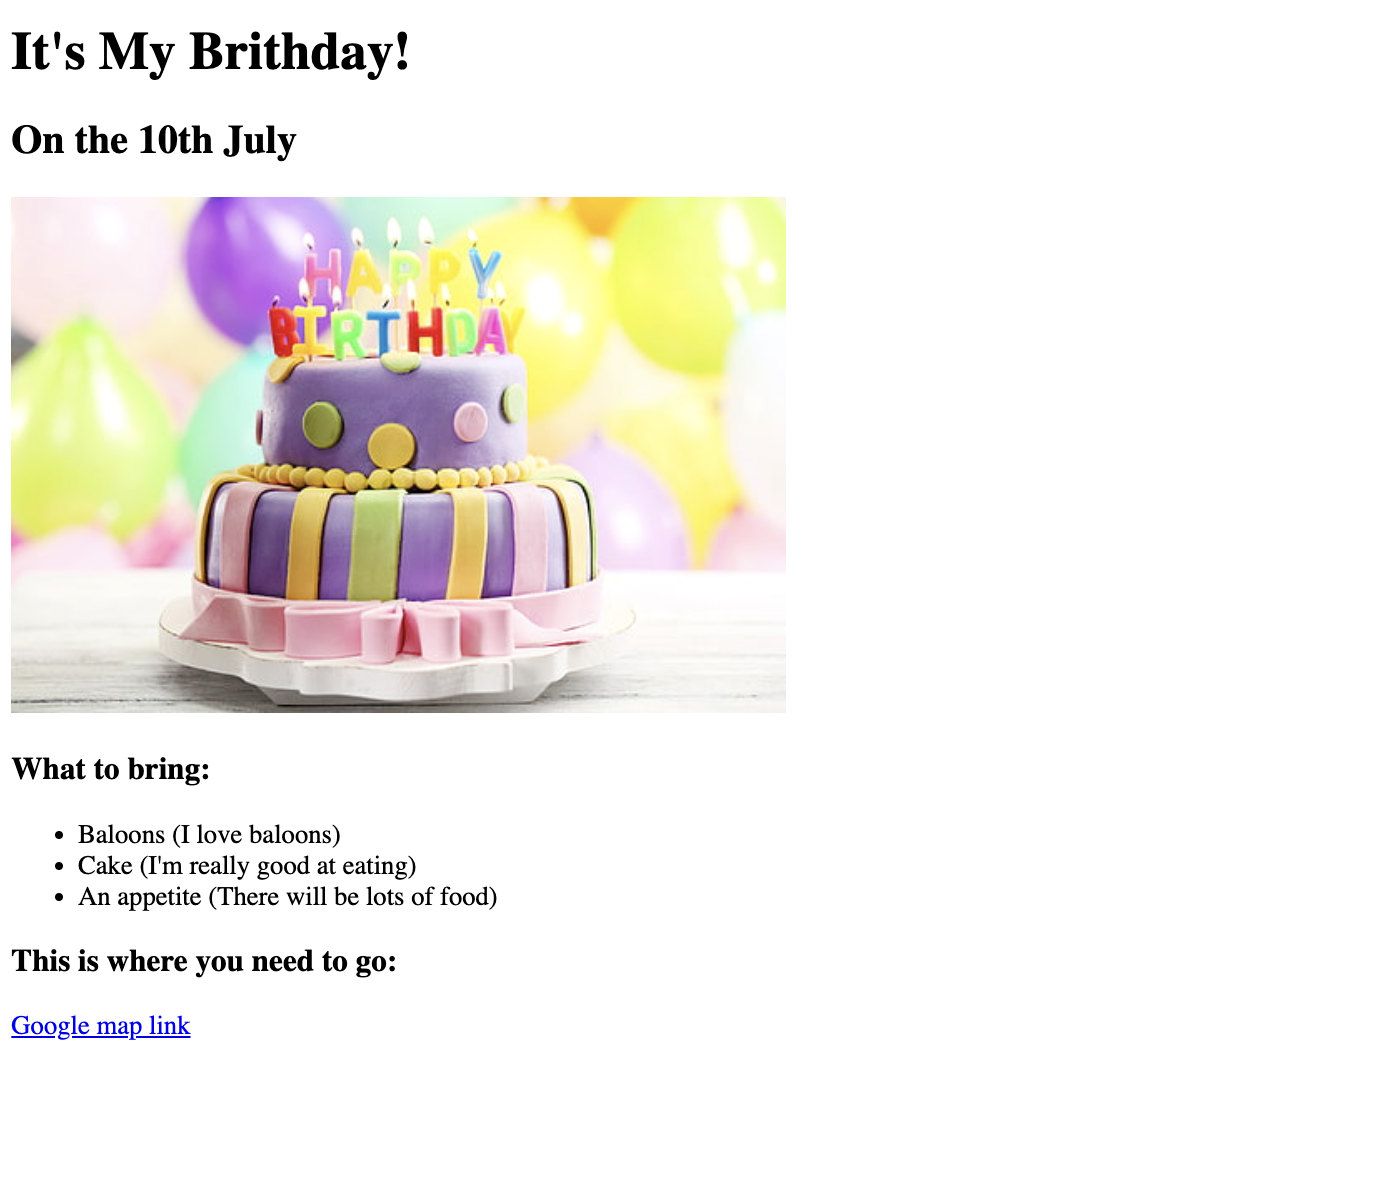 It's My Brithday!
On the 10th July
HAPPY
BIRTHDAY
What to bring:
Baloons (I love baloons)
Cake (I'm really good at eating)
An appetite (There will be lots of food)
This is where you need to go:
Google map link